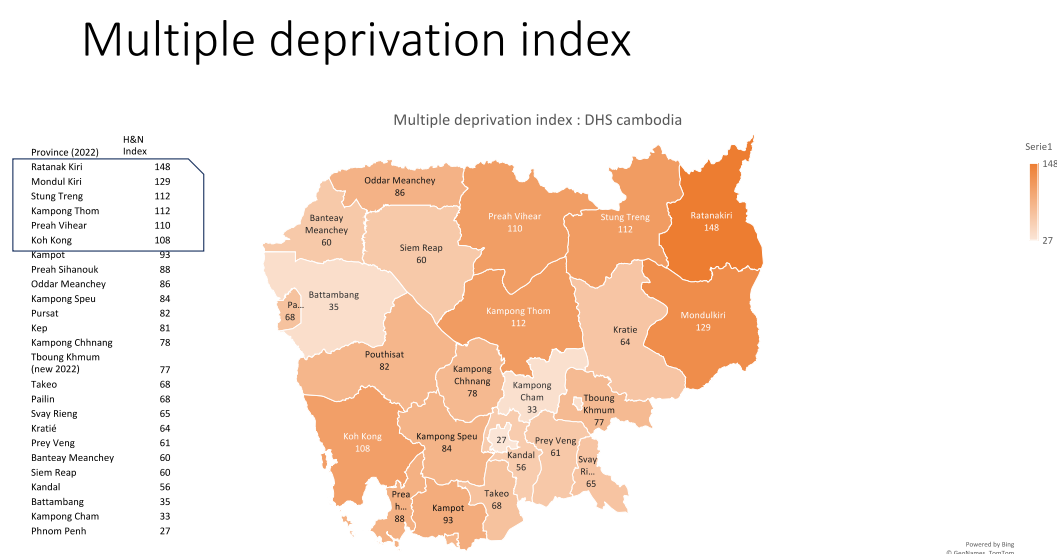 Multiple deprivation index
Multiple deprivation index : DHS cambodia
H&N
Province (2022) Index
Ratanak Kiri 148
Mondul Kiri 129
Stung Treng 112
Kampong Thom 112
Preah Vihear 110
Koh Kong 108
Kampot 93
Preah Sihanouk 88
Oddar Meanchey 86
Kampong Speu 84
Pursat 82
Kep 81
Kampong Chhnang 78
Tboung Khmum
(new 2022) 77
Takeo 68
Pailin 68
Svay Rieng 65
Kratié 64
Prey Veng 61
Banteay Meanchey 60
Siem Reap 60
Kandal 56
Battambang 35
Kampong Cham 33
Phnom Penh 27
Oddar Meanchey
86
Banteay
Meanchey
60
Siem Reap
60
Preah Vihear
110
Stung Treng
112
Ratanakiri
148
Battambang
35
Pa...
68
Kampong Thom
112
Kratie
64
Mondulkiri
129
Pouthisat
82
Kampong
Chhnang
78
Kampong
Cham
33
Tboung
Khmum
77
Koh Kong
108
Kampong Speu
84
27
Kandal
56
Prey Veng
61
Svay
Ri...
65
Prea
h...
88
Kampot
93
Takeo
68
Serie1
148
27
Powered by Bing
© GeoNames, TomTom